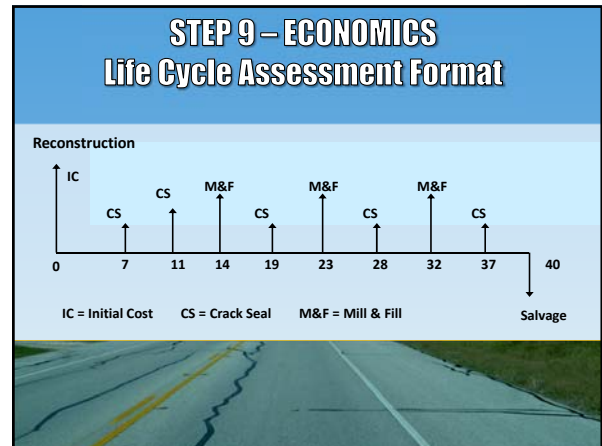 STEP 9 – ECONOMICS
Life Cycle Assessment Format
Reconstruction
IC
CS
CS
M&F
CS
M&F
CS
M&F
CS
0 7 11 14 19 23 28 32 37 40
IC = Initial Cost CS = Crack Seal M&F = Mill & Fill
Salvage